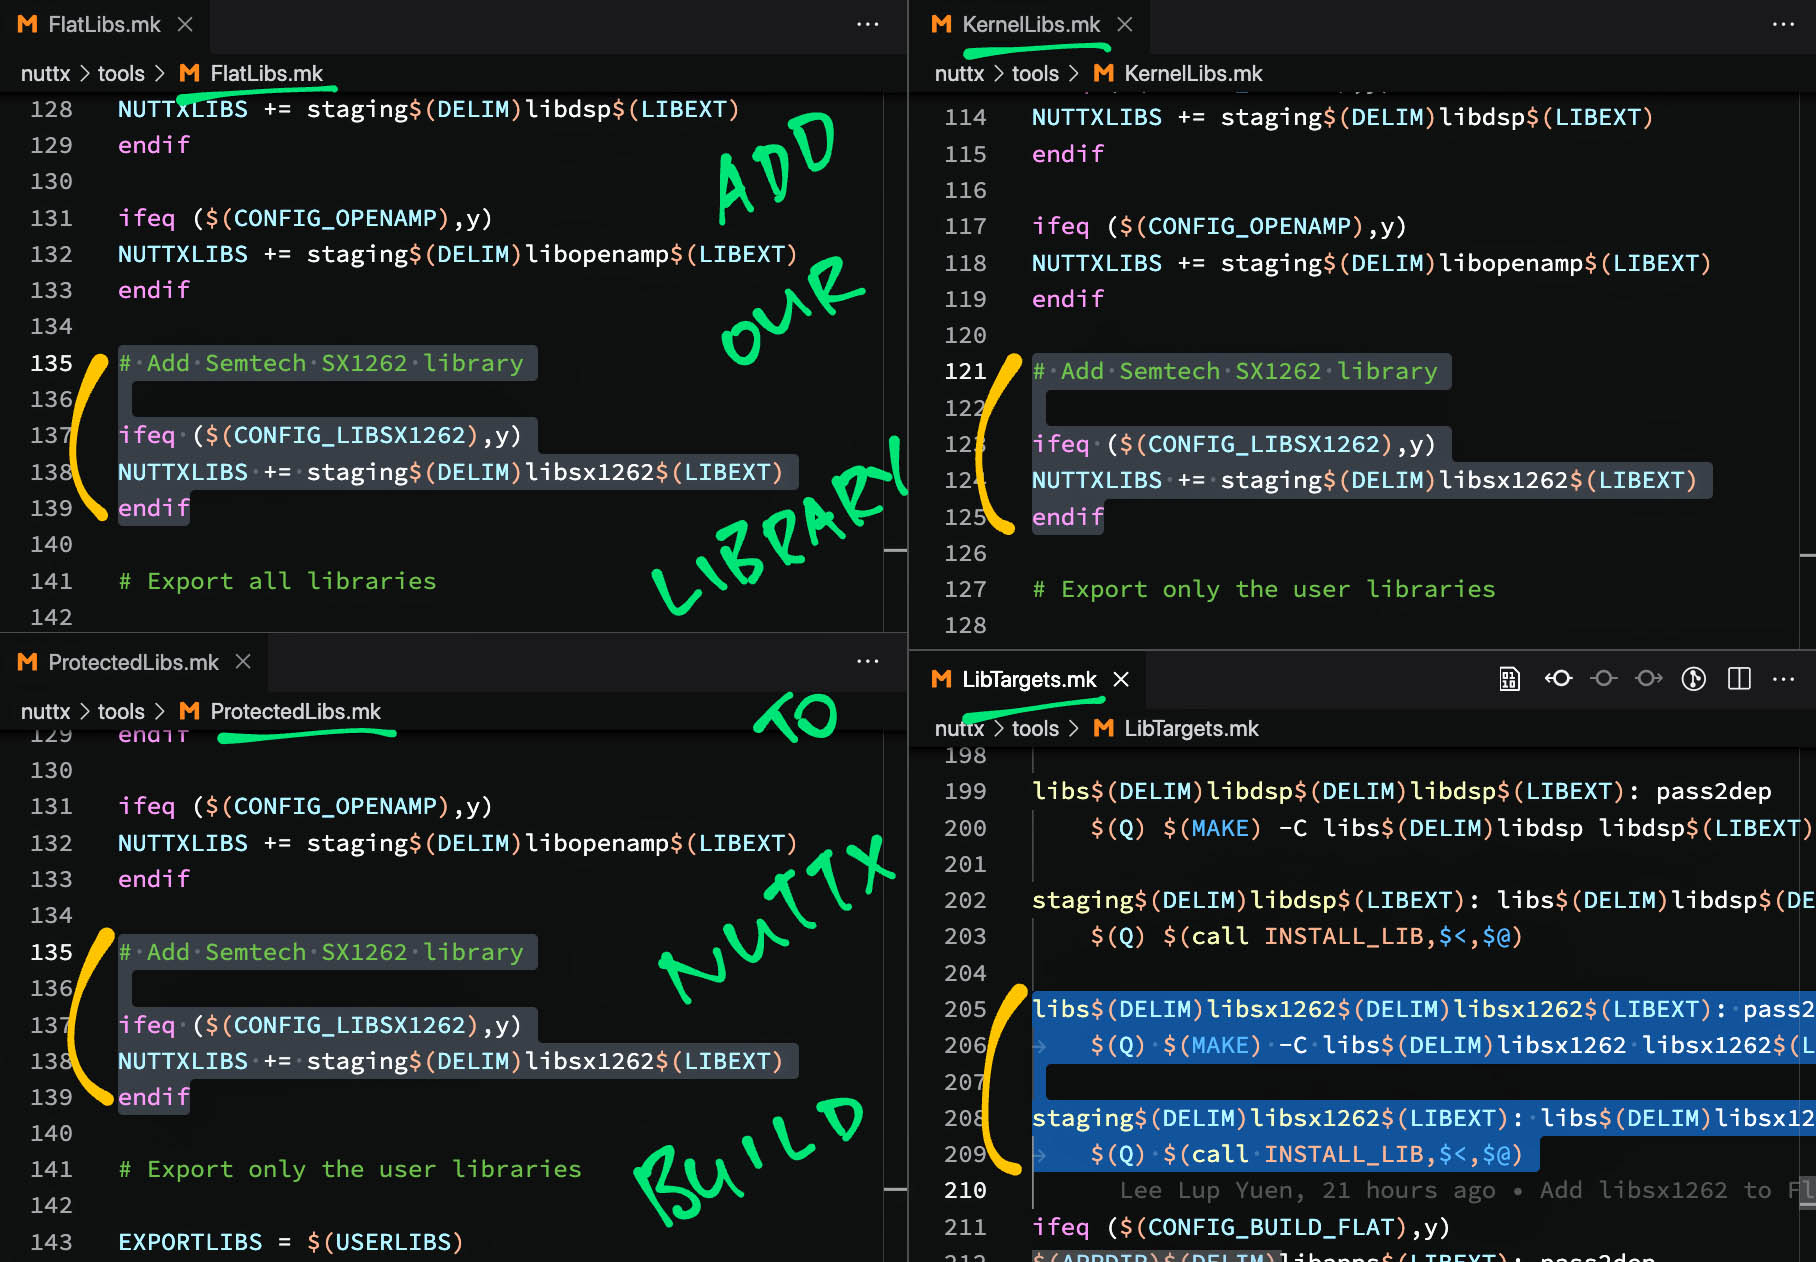 FlatLibs.mk
nuttx > tools > FlatLibs.mk
128 NUTTXLIBS += staging$(DELIM)libdsp$(LIBEXT)
129 endif
130
131 ifeq ($(CONFIG_OPENAMP),y)
132 NUTTXLIBS += staging$(DELIM)libopenamp$(LIBEXT)
133 endif
134
135 # Add Semtech SX1262 library
136
137 ifeq ($(CONFIG_LIBSX1262),y)
138 NUTTXLIBS += staging$(DELIM)libsx1262$(LIBEXT)
139 endif
140
141 # Export all libraries
142
KernelLibs.mk
nuttx > tools > KernelLibs.mk
114 NUTTXLIBS += staging$(DELIM)libdsp$(LIBEXT)
115 endif
116
117 ifeq ($(CONFIG_OPENAMP),y)
118 NUTTXLIBS += staging$(DELIM)libopenamp$(LIBEXT)
119 endif
120
121 # Add Semtech SX1262 library
122
123 ifeq ($(CONFIG_LIBSX1262),y)
124 NUTTXLIBS += staging$(DELIM)libsx1262$(LIBEXT)
125 endif
126
127 # Export only the user libraries
128
ProtectedLibs.mk
nuttx > tools > ProtectedLibs.mk
129 endif
130
131 ifeq ($(CONFIG_OPENAMP),y)
132 NUTTXLIBS += staging$(DELIM)libopenamp$(LIBEXT)
133 endif
134
135 # Add Semtech SX1262 library
136
137 ifeq ($(CONFIG_LIBSX1262),y)
138 NUTTXLIBS += staging$(DELIM)libsx1262$(LIBEXT)
139 endif
140
141 # Export only the user libraries
142
143 EXPORTLIBS = $(USERLIBS)
LibTargets.mk
nuttx > tools > LibTargets.mk
198
199 libs$(DELIM)libdsp$(DELIM)libdsp$(LIBEXT): pass2dep
200 $(Q) $(MAKE) -C libs$(DELIM)libdsp libdsp$(LIBEXT)
201
202 staging$(DELIM)libdsp$(LIBEXT): libs$(DELIM)libdsp$(DE
203 $(Q) $(call INSTALL_LIB,$<,$@)
204
205 libs$(DELIM)libsx1262$(DELIM)libsx1262$(LIBEXT): pass2
206 $(Q) $(MAKE) -C libs$(DELIM)libsx1262 libsx1262$(L
207
208 staging$(DELIM)libsx1262$(LIBEXT): libs$(DELIM)libsx12
209 $(Q) $(call INSTALL_LIB,$<,$@)
210 Lee Lup Yuen, 21 hours ago • Add libsx1262 to Fl
211 ifeq ($(CONFIG_BUILD_FLAT),y)
212 $(APPDIR)$(DELIM)libapps$(LIBEXT): pass2dep
ADD
OUR
LIBRARY
TO
NUTTX
BUILD